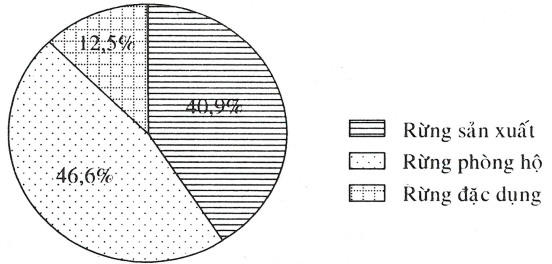 12,5%
40,9%
46,6%
Rừng sản xuất
Rừng phòng hộ
Rừng đặc dụng